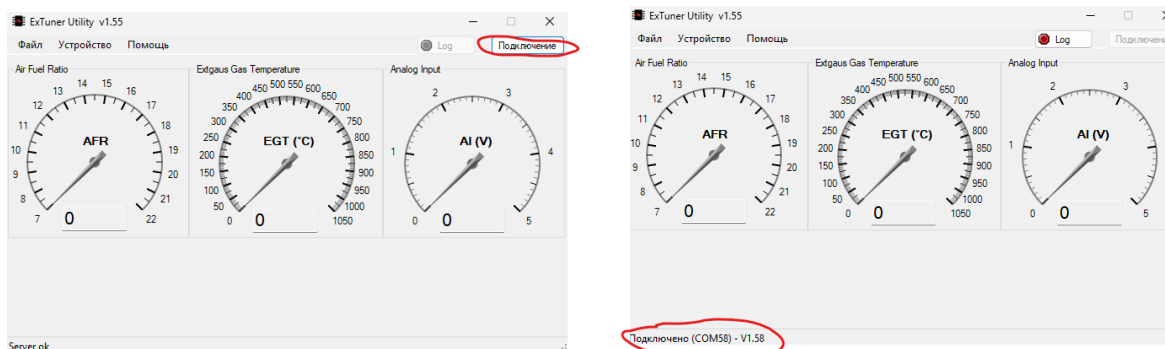 ExTuner Utility v1.55
Файл Устройство Помощь Log Подключение
Air Fuel Ratio Extgaus Gas Temperature Analog Input
7 8 9 10 11 12 13 14 15 16 17 18 19 20 21 22
AFR
0
0 50 100 150 200 250 300 350 400 450 500 550 600 650 700 750 800 850 900 950 1000 1050
EGT (°C)
0
0 1 2 3 4 5
AI (V)
Server ok
ExTuner Utility v1.55
Файл Устройство Помощь Log Подключени
Air Fuel Ratio Extgaus Gas Temperature Analog Input
7 8 9 10 11 12 13 14 15 16 17 18 19 20 21 22
AFR
0
0 50 100 150 200 250 300 350 400 450 500 550 600 650 700 750 800 850 900 950 1000 1050
EGT (°C)
0
0 1 2 3 4 5
AI (V)
0
Подключено (COM58) - V1.58